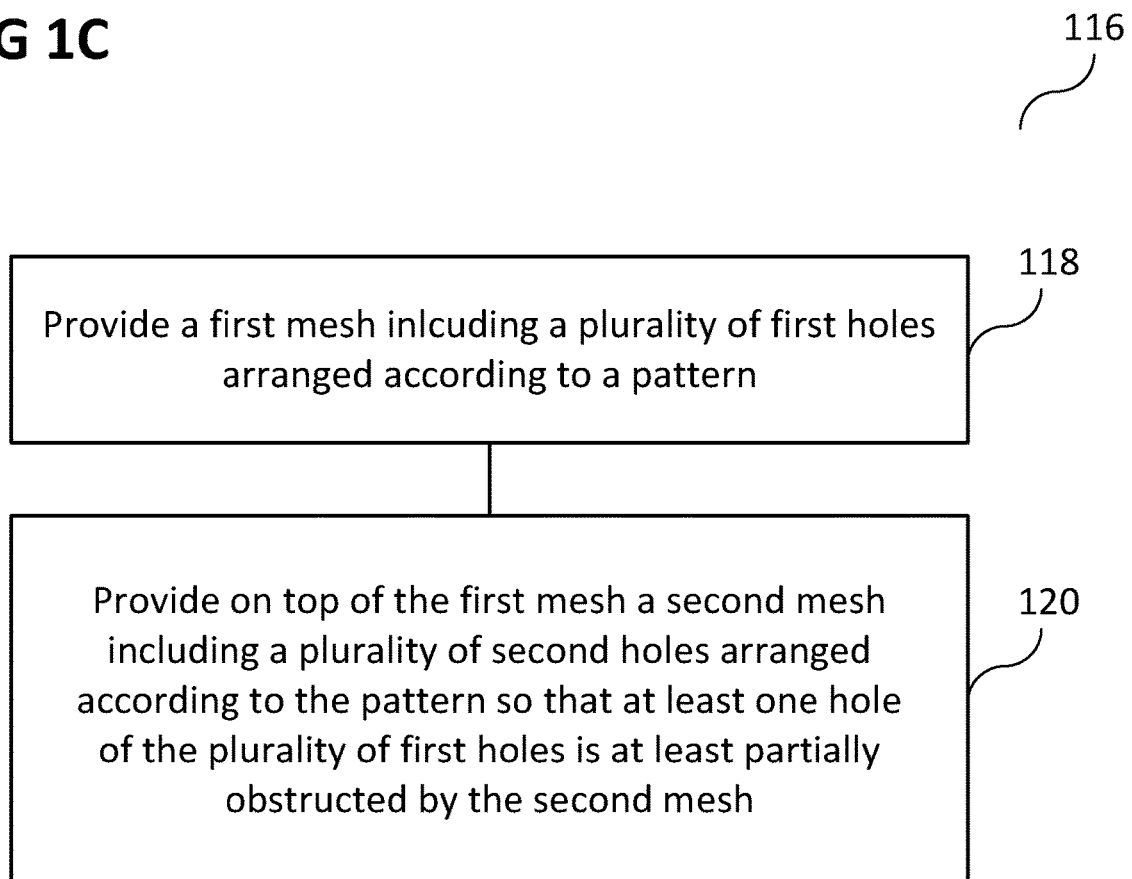 G 1C
116
118
Provide a first mesh inlcuding a plurality of first holes
arranged according to a pattern
Provide on top of the first mesh a second mesh
including a plurality of second holes arranged
120
according to the pattern so that at least one hole
of the plurality of first holes is at least partially
obstructed by the second mesh